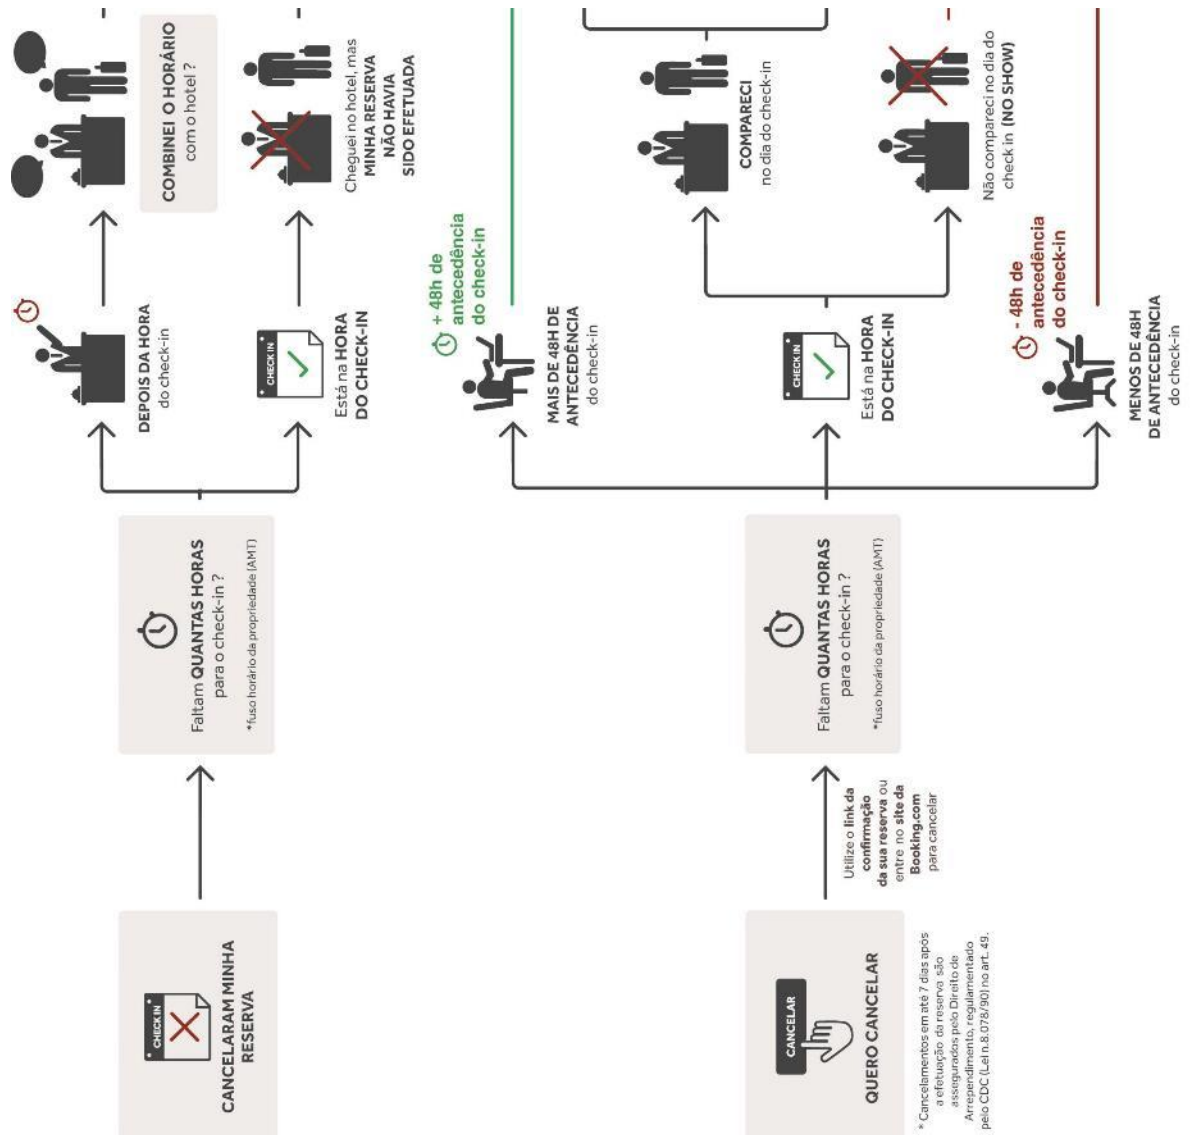 CHECK IN
CANCELARAM MINHA
RESERVA
Faltam QUANTAS HORAS
para o check-in ?
*fuso horário da propriedade (AMT)
DEPOIS DA HORA
do check-in
COMBINEI O HORÁRIO
com o hotel ?
CHECK IN
Está na HORA
DO CHECK-IN
Cheguei no hotel, mas
MINHA RESERVA
NÃO HAVIA
SIDO EFETUADA
CANCELAR
QUERO CANCELAR
* Cancelamentos em até 7 dias após
a efetuação da reserva são
assegurados pelo Direito de
Arrependimento, regulamentado
pelo CDC (Lei n.8.078/90) no art. 49.
Utilize o link da
confirmação
da sua reserva ou
entre no site da
Booking.com
para cancelar
Faltam QUANTAS HORAS
para o check-in ?
*fuso horário da propriedade (AMT)
+ 48h de
antecedência
do check-in
MAIS DE 48H DE
ANTECEDÊNCIA
do check-in
CHECK IN
Está na HORA
DO CHECK-IN
COMPARECI
no dia do check-in
Não compareci no dia do
check in (NO SHOW)
- 48h de
antecedência
do check-in
MENOS DE 48H
DE ANTECEDÊNCIA
do check-in